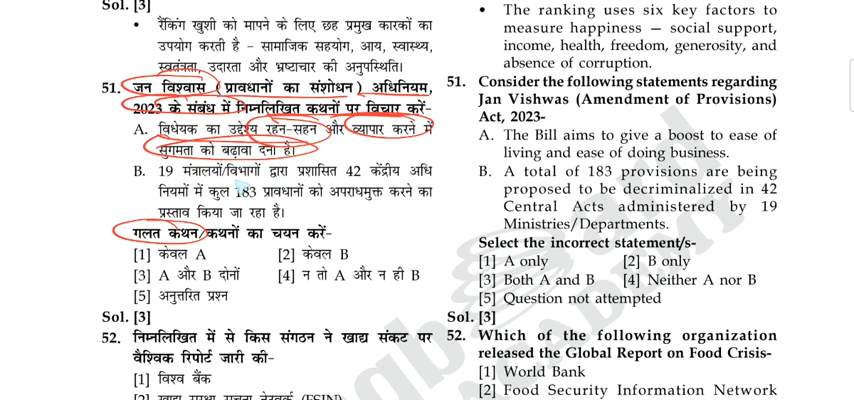 Sol. [3]
• रैंकिंग खुशी को मापने के लिए छह प्रमुख कारकों का
उपयोग करती है – सामाजिक सहयोग, आय, स्वास्थ्य,
स्वतंत्रता, उदारता और भ्रष्टाचार की अनुपस्थिति।
51. जन विश्वास (प्रावधानों का संशोधन) अधिनियम,
2023 के संबंध में निम्नलिखित कथनों पर विचार करें-
A. विधेयक का उद्देश्य रहन-सहन और व्यापार करने में
सुगमता को बढ़ावा देना है।
B. 19 मंत्रालयों/विभागों द्वारा प्रशासित 42 केंद्रीय अधि
नियमों में कुल 183 प्रावधानों को अपराधमुक्त करने का
प्रस्ताव किया जा रहा है।
गलत कथन/कथनों का चयन करें-
[1] केवल A [2] केवल B
[3] A और B दोनों [4] न तो A और न ही B
[5] अनुत्तरित प्रश्न
Sol. [3]
52. निम्नलिखित में से किस संगठन ने खाद्य संकट पर
वैश्विक रिपोर्ट जारी की-
[1] विश्व बैंक
[2] खाद्य सुरक्षा सूचना नेटवर्क (FSIN)
• The ranking uses six key factors to
measure happiness – social support,
income, health, freedom, generosity, and
absence of corruption.
51. Consider the following statements regarding
Jan Vishwas (Amendment of Provisions)
Act, 2023-
A. The Bill aims to give a boost to ease of
living and ease of doing business.
B. A total of 183 provisions are being
proposed to be decriminalized in 42
Central Acts administered by 19
Ministries/Departments.
Select the incorrect statement/s-
[1] A only [2] B only
[3] Both A and B [4] Neither A nor B
[5] Question not attempted
Sol. [3]
52. Which of the following organization
released the Global Report on Food Crisis-
[1] World Bank
[2] Food Security Information Network